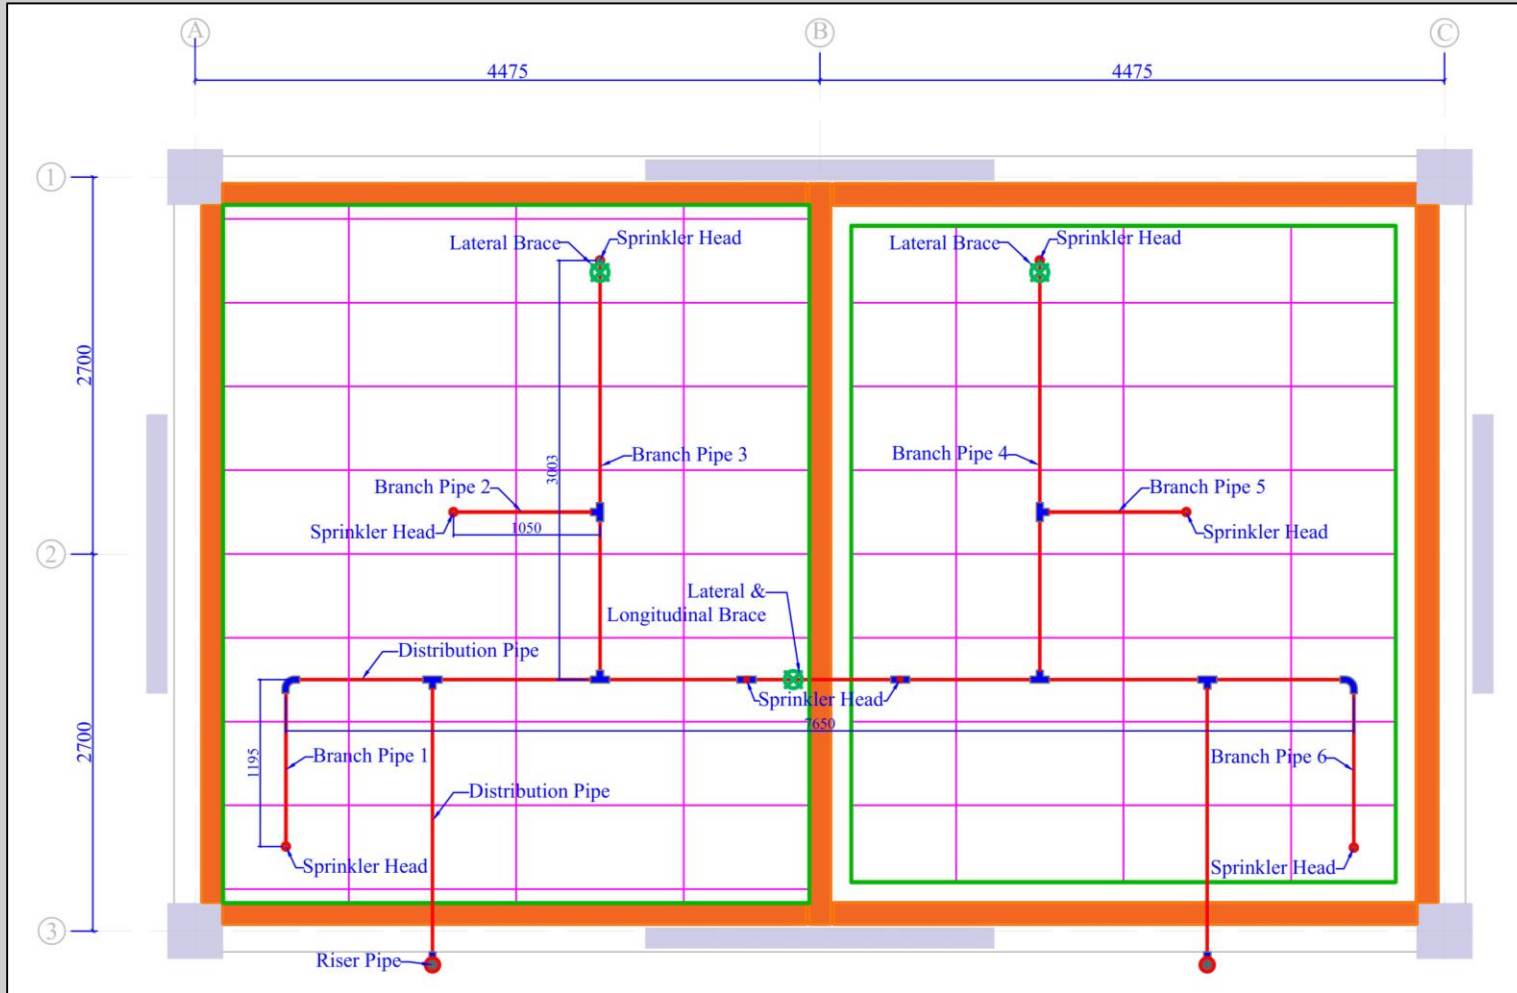 A
B
C
4475
4475
1
Lateral Brace
Sprinkler Head
Lateral Brace
Sprinkler Head
2700
3003
Branch Pipe 3
Branch Pipe 4
Branch Pipe 2
Branch Pipe 5
1050
Sprinkler Head
Sprinkler Head
2
Lateral &
Longitudinal Brace
Distribution Pipe
Sprinkler Head
7650
2700
1195
Branch Pipe 1
Branch Pipe 6
Distribution Pipe
Sprinkler Head
Sprinkler Head
3
Riser Pipe